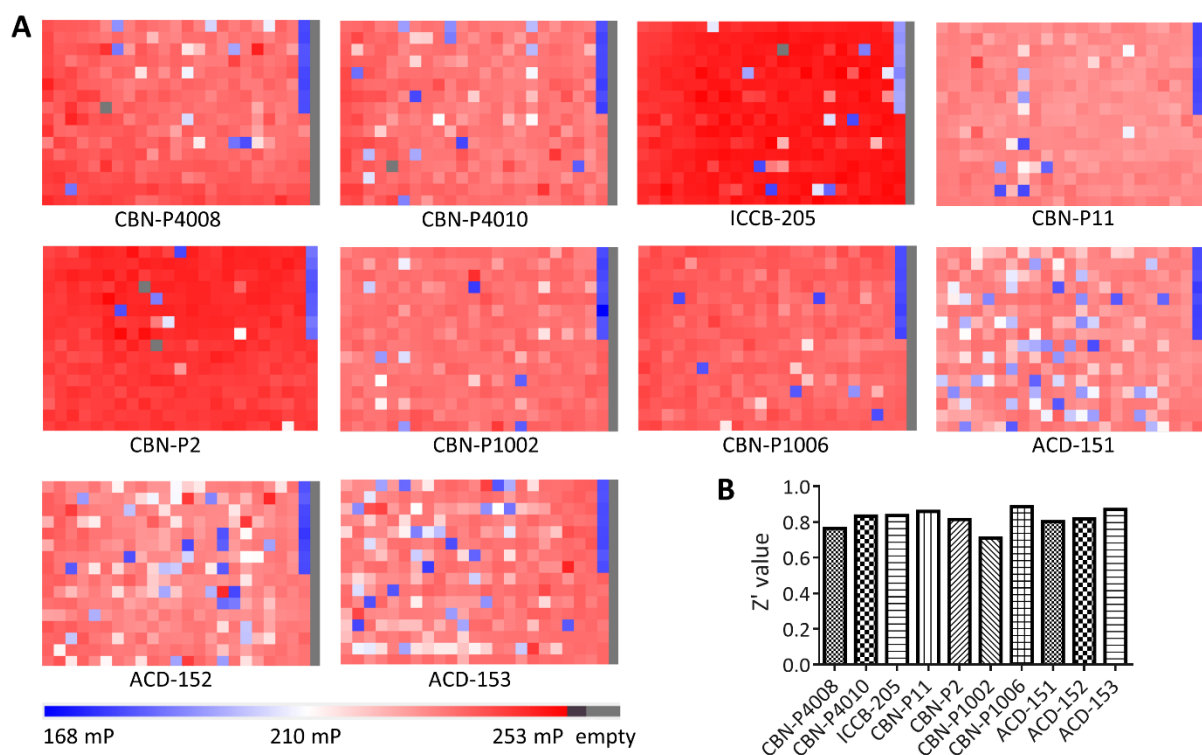 A
CBN-P4008 CBN-P4010 ICCB-205 CBN-P11
CBN-P2 CBN-P1002 CBN-P1006 ACD-151
ACD-152 ACD-153
168 mP 210 mP 253 mP empty
B
Z' value
1.0
0.8
0.6
0.4
0.2
0.0
CBN-P4008
CBN-P4010
ICCB-205
CBN-P11
CBN-P2
CBN-P1002
CBN-P1006
ACD-151
ACD-152
ACD-153